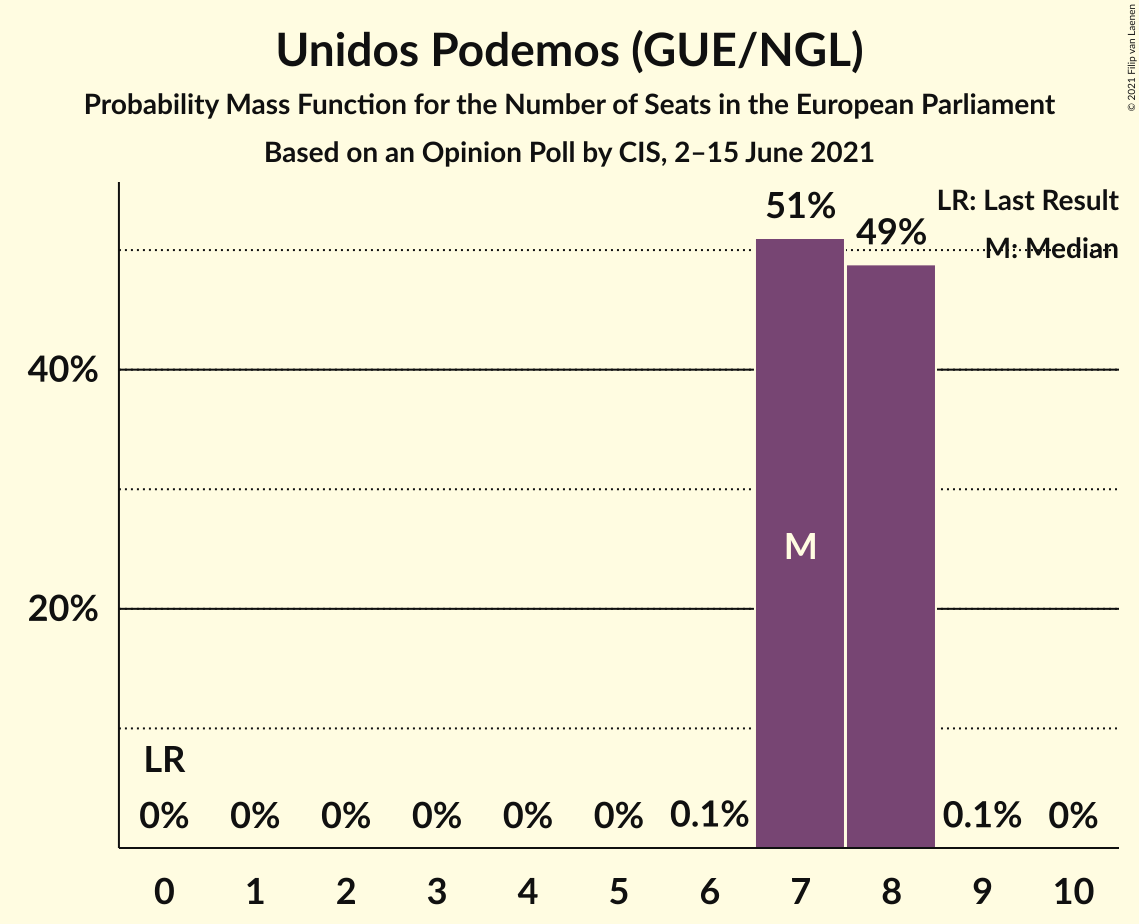 Unidos Podemos (GUE/NGL)
Probability Mass Function for the Number of Seats in the European Parliament
Based on an Opinion Poll by CIS, 2–15 June 2021
© 2021 Filip van Laenen
LR: Last Result
M: Median
51%
49%
40%
M
20%
LR
0% 0% 0% 0% 0% 0% 0.1% 0.1% 0%
0 1 2 3 4 5 6 7 8 9 10